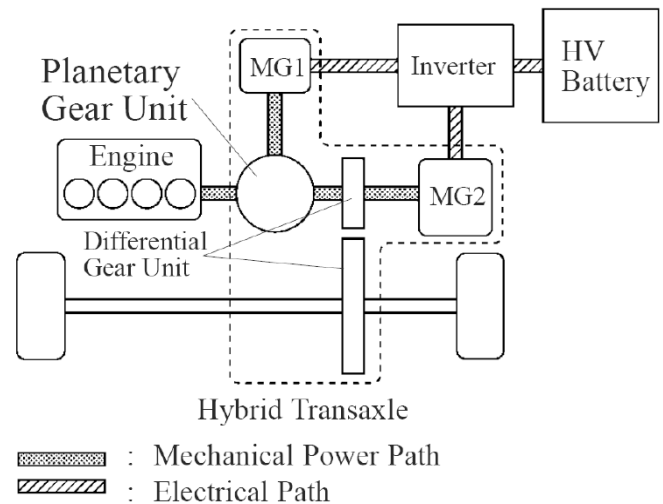 MG1
Inverter
HV
Battery
Planetary
Gear Unit
Engine
MG2
Differential
Gear Unit
Hybrid Transaxle
: Mechanical Power Path
: Electrical Path